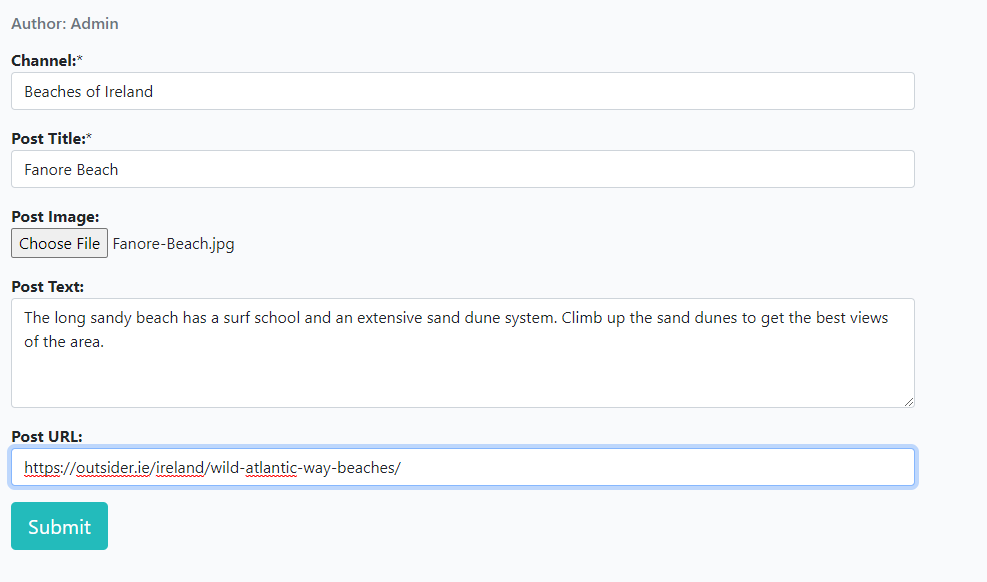 Author: Admin
Channel:*
Beaches of Ireland
Post Title:*
Fanore Beach
Post Image:
Choose File Fanore-Beach.jpg
Post Text:
The long sandy beach has a surf school and an extensive sand dune system. Climb up the sand dunes to get the best views
of the area.
Post URL:
https://outsider.ie/ireland/wild-atlantic-way-beaches/
Submit